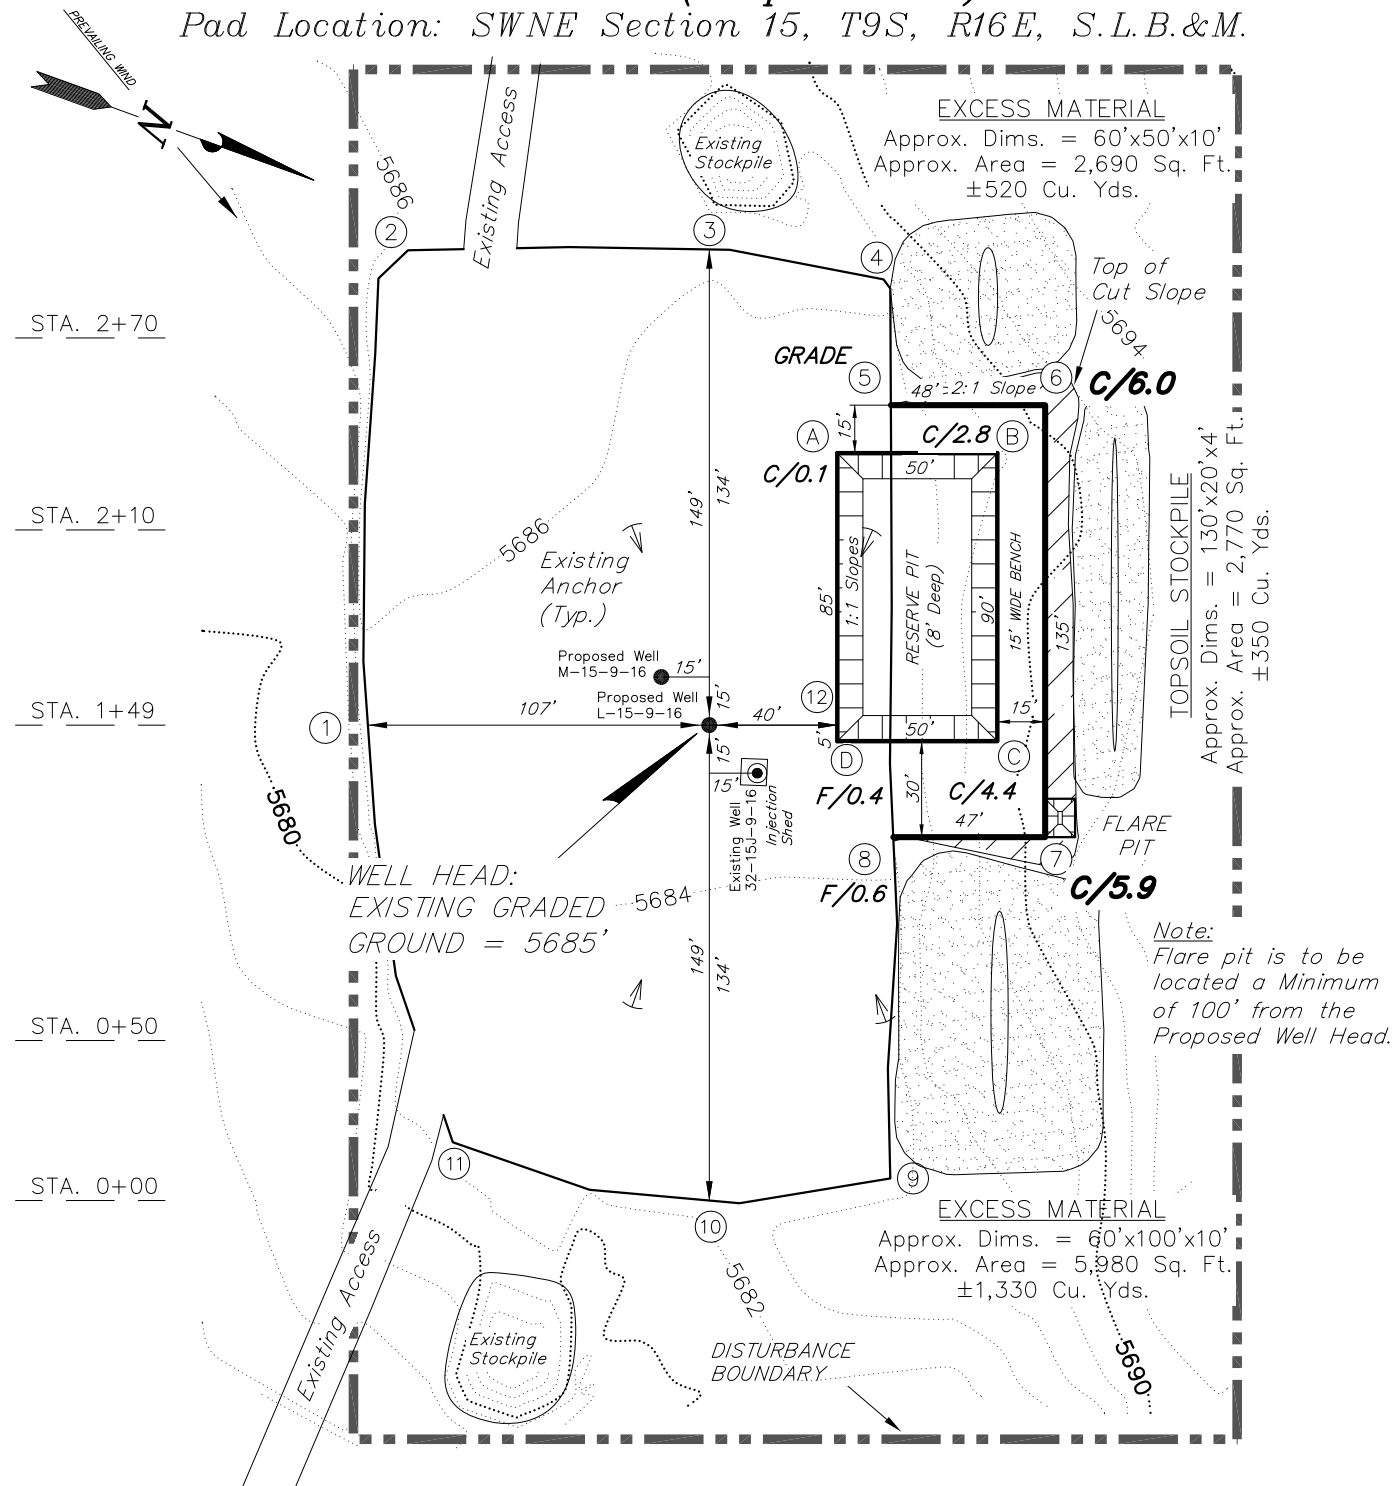 Pad Location: SWNE Section 15, T9S, R16E, S.L.B.&M.
PREVAILING WIND
N
EXCESS MATERIAL
Approx. Dims. = 60'x50'x10'
Approx. Area = 2,690 Sq. Ft.
±520 Cu. Yds.
Existing
Stockpile
Existing Access
5686
2
3
4
Top of
Cut Slope
5694
STA. 2+70
GRADE
5
48'
2:1 Slope
6
C/6.0
A
15'
C/2.8
B
C/0.1
50'
149'
134'
STA. 2+10
5686
Existing
Anchor
(Typ.)
85'
1:1 Slopes
RESERVE PIT
(8' Deep)
90'
15' WIDE BENCH
135'
TOPSOIL STOCKPILE
Approx. Dims. = 130'x20'x4'
Approx. Area = 2,770 Sq. Ft.
±350 Cu. Yds.
Proposed Well
M-15-9-16
15'
Proposed Well
L-15-9-16
15'
12
STA. 1+49
1
107'
40'
15'
5'
50'
15'
15'
D
C
F/0.4
C/4.4
30'
47'
Existing Well
32-15J-9-16
Injection
Shed
5680
FLARE
PIT
WELL HEAD:
EXISTING GRADED
GROUND = 5685'
5684
8
F/0.6
7
C/5.9
149'
134'
Note:
Flare pit is to be
located a Minimum
of 100' from the
Proposed Well Head.
STA. 0+50
11
9
STA. 0+00
10
EXCESS MATERIAL
Approx. Dims. = 60'x100'x10'
Approx. Area = 5,980 Sq. Ft.
±1,330 Cu. Yds.
Existing Access
5682
Existing
Stockpile
DISTURBANCE
BOUNDARY
5690